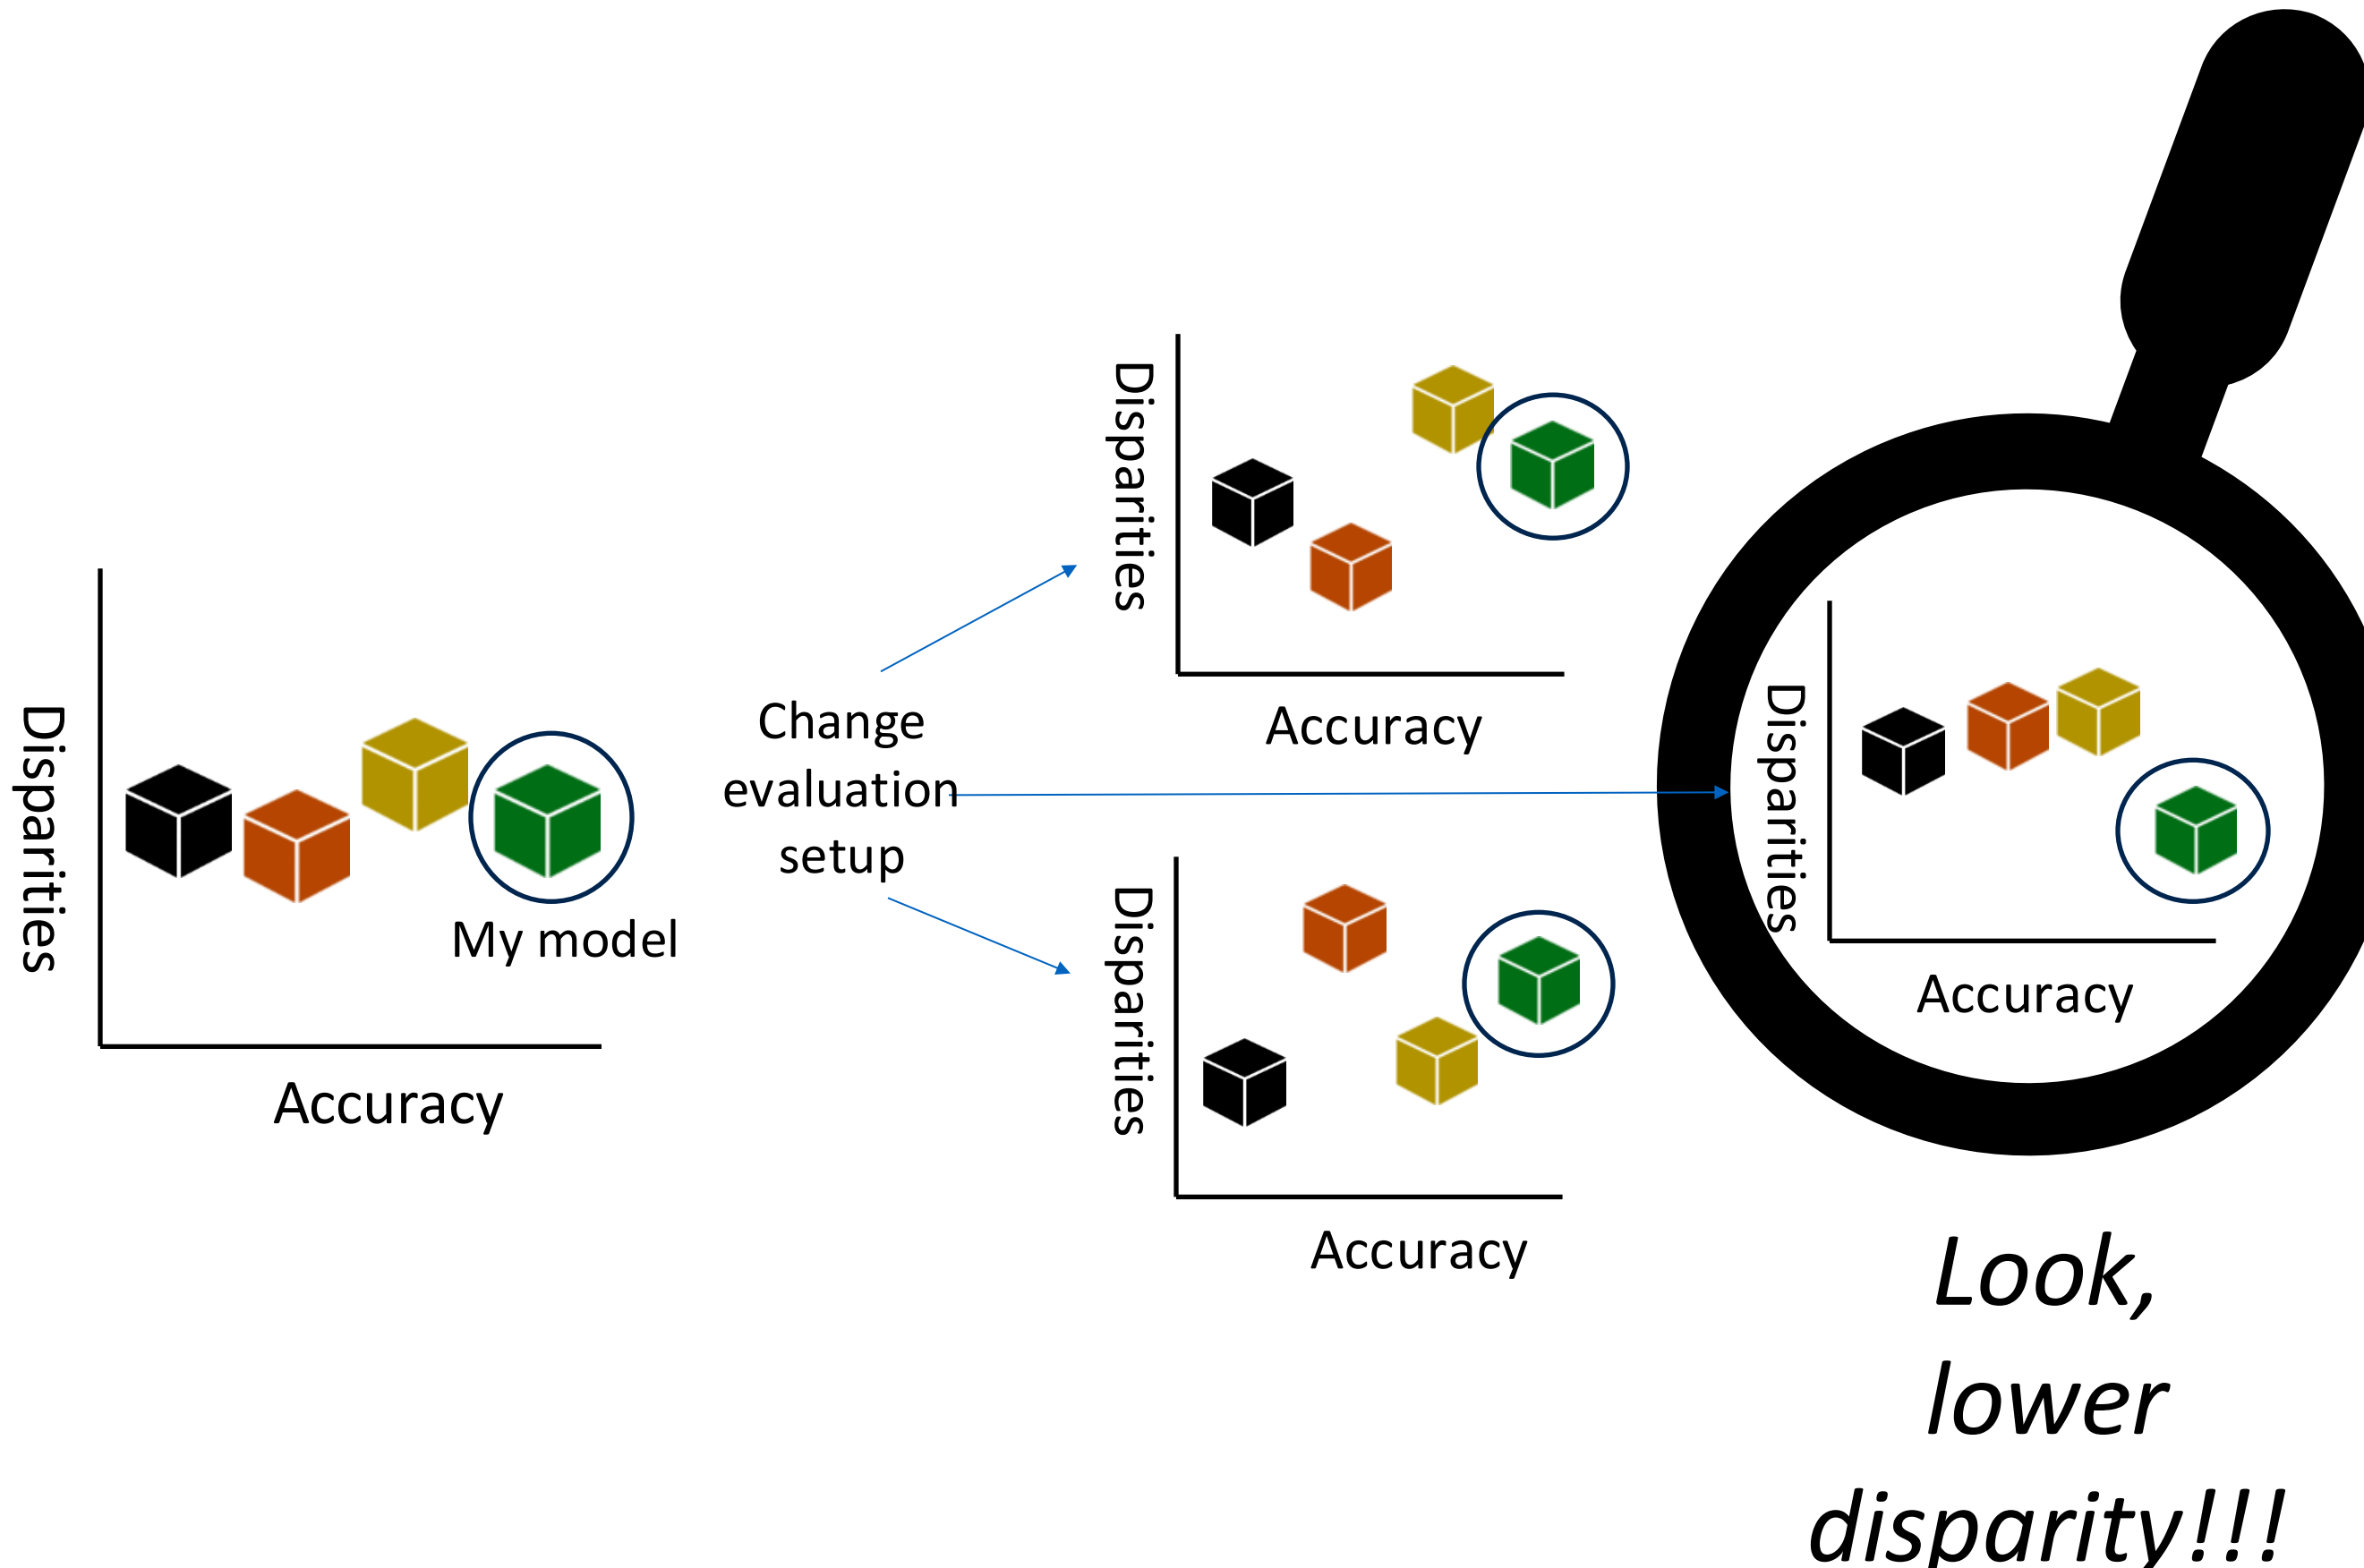 Disparities
My model
Accuracy
Change
evaluation
setup
Disparities
Accuracy
Disparities
Accuracy
Disparities
Accuracy
Look,
lower
disparity!!!